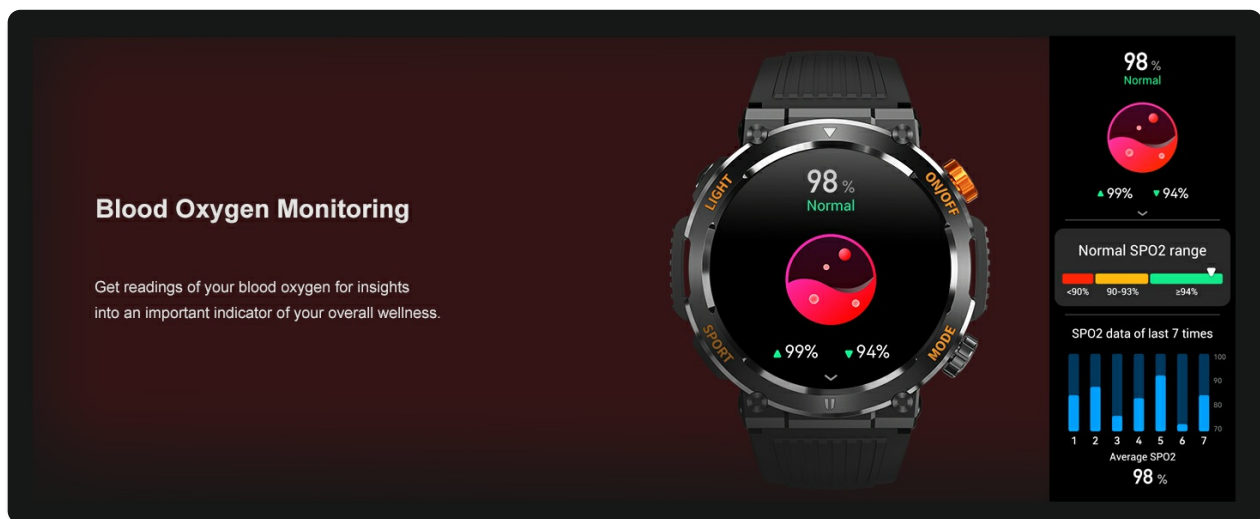 Blood Oxygen Monitoring
Get readings of your blood oxygen for insights
into an important indicator of your overall wellness.
LIGHT
ON/OFF
SPORT
MODE
98 %
Normal
▲99% ▼94%
98 %
Normal
▲99% ▼94%
Normal SPO2 range
<90% 90-93% ≥94%
SPO2 data of last 7 times
100
90
80
70
1 2 3 4 5 6 7
Average SPO2
98 %